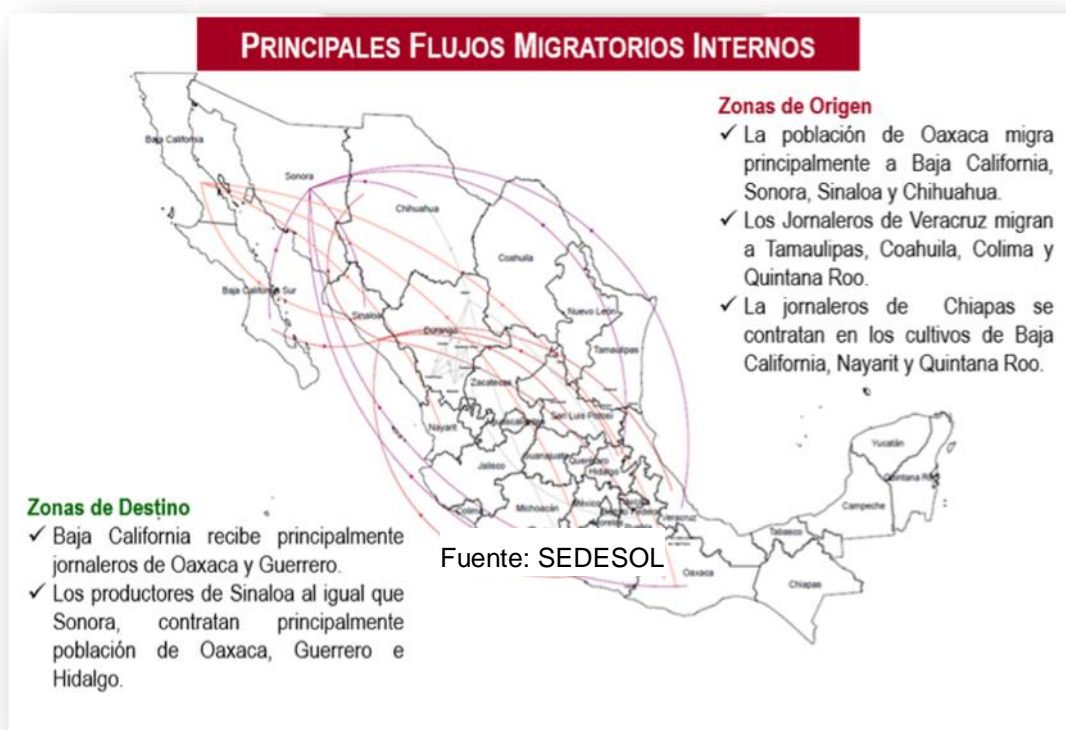 PRINCIPALES FLUJOS MIGRATORIOS INTERNOS
Zonas de Origen
✓ La población de Oaxaca migra
principalmente a Baja California,
Sonora, Sinaloa y Chihuahua.
✓ Los Jornaleros de Veracruz migran
a Tamaulipas, Coahuila, Colima y
Quintana Roo.
✓ La jornaleros de Chiapas se
contratan en los cultivos de Baja
California, Nayarit y Quintana Roo.
Baja California
Sonora
Chihuahua
Coahuila
Baja California Sur
Sinaloa
Nuevo León
Durango
Tamaulipas
Zacatecas
San Luis Potosí
Nayarit
Aguascalientes
Jalisco
Guanajuato
Querétaro
Hidalgo
Yucatán
Quintana Roo
Colima
Michoacán
México
Distrito Federal
Veracruz
Campeche
Tabasco
Oaxaca
Chiapas
Fuente: SEDESOL
Zonas de Destino
✓ Baja California recibe principalmente
jornaleros de Oaxaca y Guerrero.
✓ Los productores de Sinaloa al igual que
Sonora, contratan principalmente
población de Oaxaca, Guerrero e
Hidalgo.